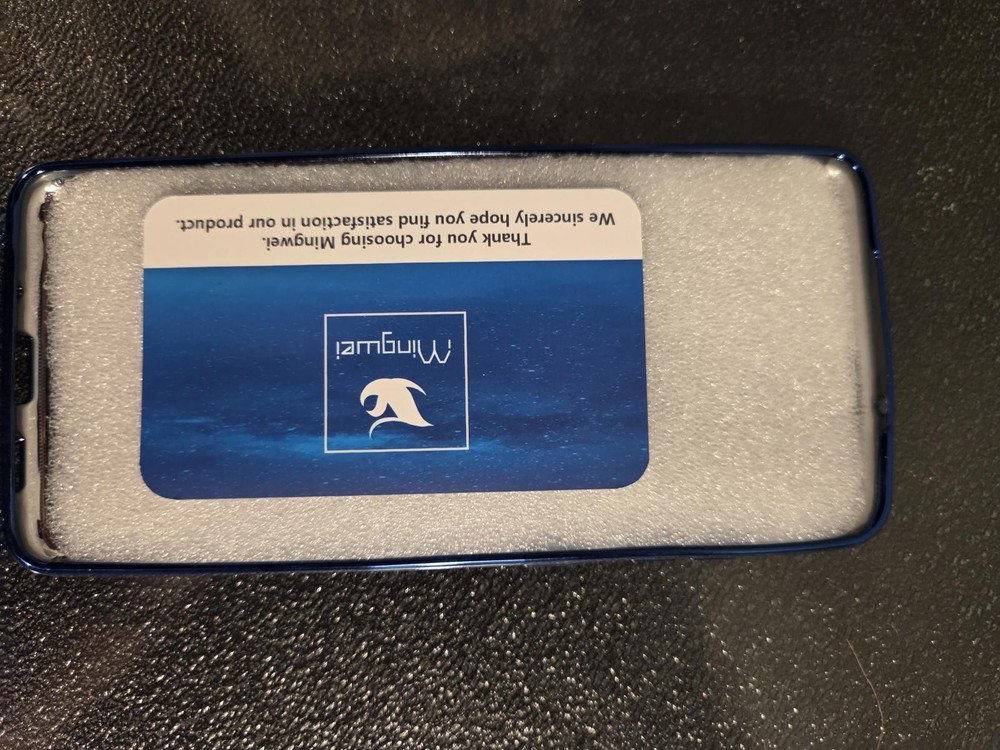 Mingwei
Thank you for choosing Mingwei.
We sincerely hope you find satisfaction in our product.